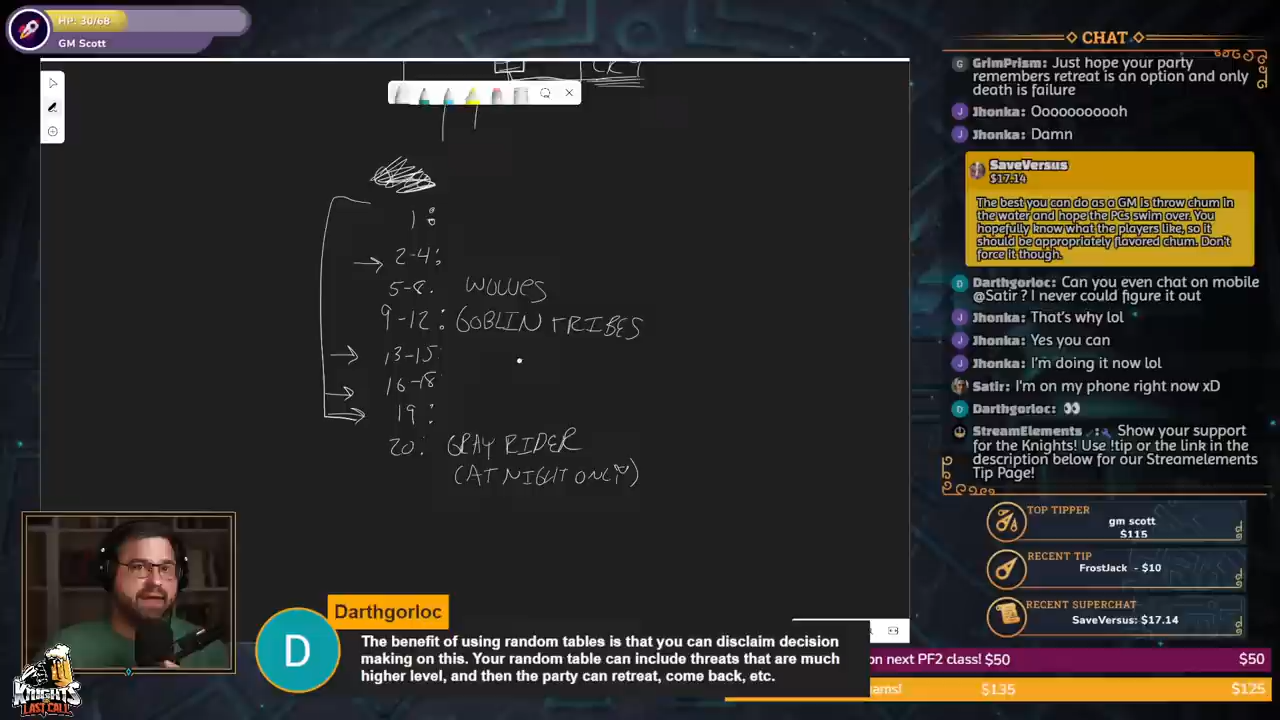 HP: 30/68
GM Scott
CR 9
1:
2-4:
5-8. WOLVES
9-12: GOBLIN TRIBES
13-15
16-18
19:
20: GRAY RIDER
(AT NIGHT ONLY)
CHAT
G GrimPrism: Just hope your party
remembers retreat is an option and only
death is failure
J Jhonka: Ooooooooooh
J Jhonka: Damn
SaveVersus
$17.14
The best you can do as a GM is throw chum in
the water and hope the PCs swim over. You
hopefully know what the players like, so it
should be appropriately flavored chum. Don't
force it though.
D Darthgorloc: Can you even chat on mobile
@Satir ? I never could figure it out
J Jhonka: That's why lol
J Jhonka: Yes you can
J Jhonka: I'm doing it now lol
Satir: I'm on my phone right now xD
D Darthgorloc: 👀
StreamElements : Show your support
for the Knights! Use !tip or the link in the
description below for our Streamelements
Tip Page!
TOP TIPPER
gm scott
$115
RECENT TIP
FrostJack - $10
RECENT SUPERCHAT
SaveVersus: $17.14
D
Darthgorloc
The benefit of using random tables is that you can disclaim decision
making on this. Your random table can include threats that are much
higher level, and then the party can retreat, come back, etc.
on next PF2 class! $50 $50
ams! $135 $125
KNIGHTS
OF LAST CALL